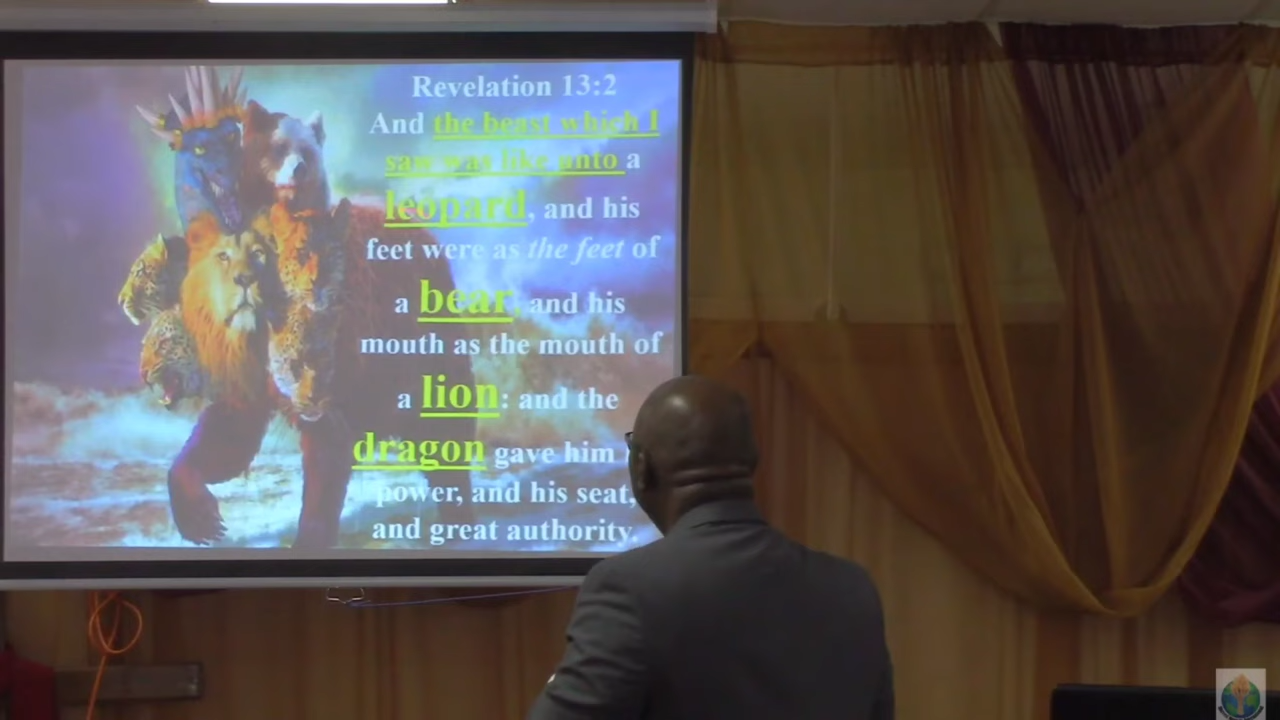 Revelation 13:2
And the beast which I
saw was like unto a
leopard, and his
feet were as the feet of
a bear, and his
mouth as the mouth of
a lion: and the
dragon gave him
power, and his seat,
and great authority.